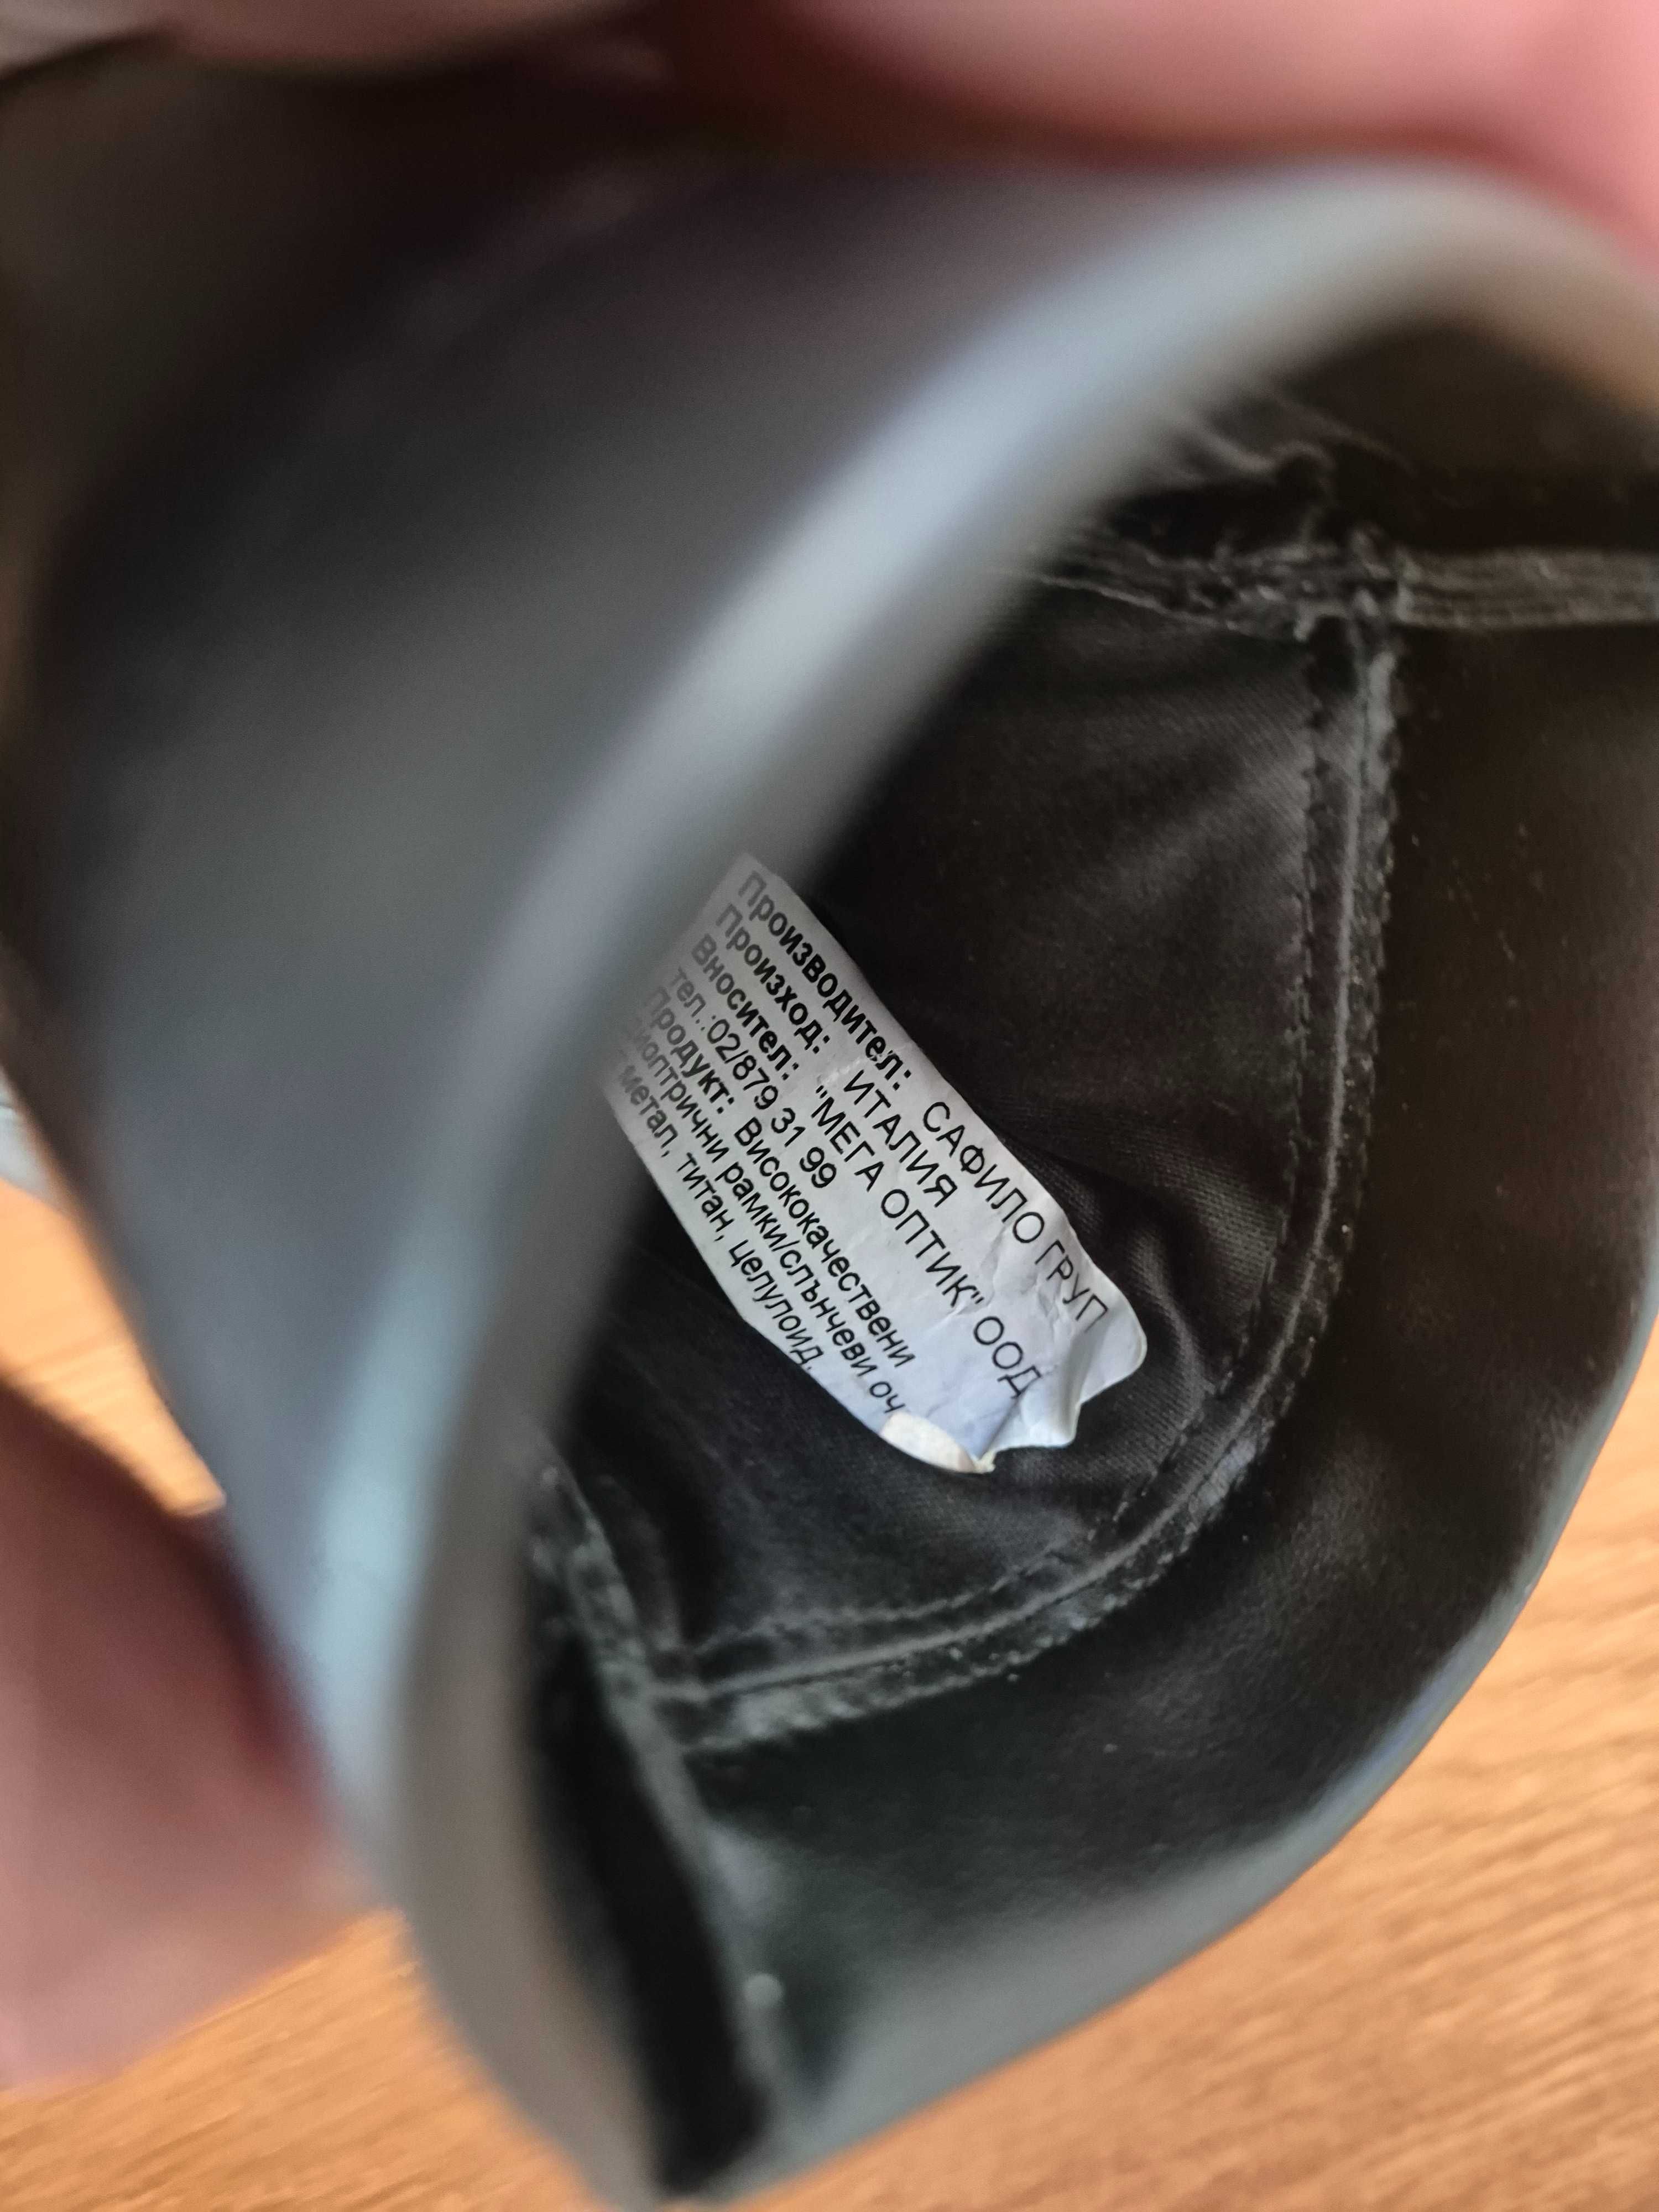 Производител: САФИЛО ГРУП
Произход: ИТАЛИЯ
Вносител: "МЕГА ОПТИК" ООД
тел.:02/879 31 99
Продукт: Висококачествени
диоптрични рамки/слънчеви оч
метал, титан, целулоид,